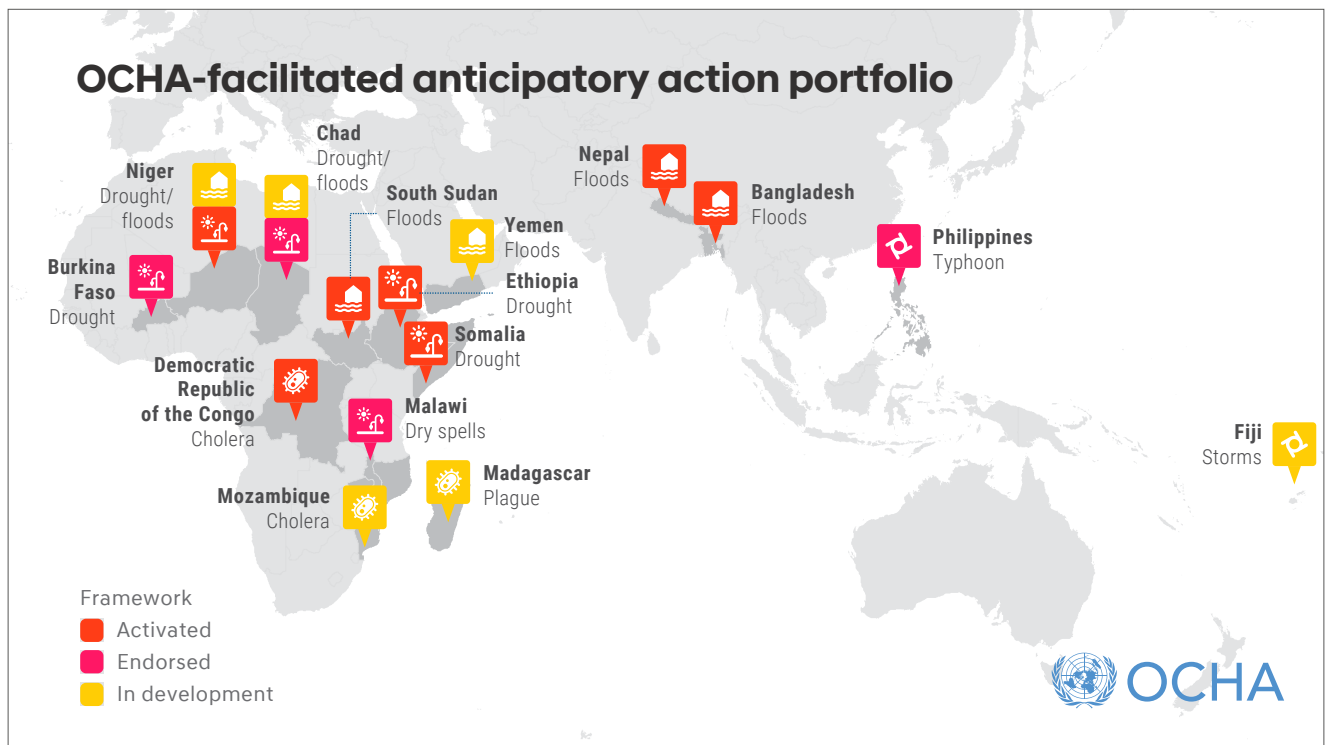 OCHA-facilitated anticipatory action portfolio
Chad
Drought/
floods
Niger
Drought/
floods
South Sudan
Floods
Nepal
Floods
Bangladesh
Floods
Yemen
Floods
Philippines
Typhoon
Burkina
Faso
Drought
Ethiopia
Drought
Somalia
Drought
Democratic
Republic
of the Congo
Cholera
Malawi
Dry spells
Fiji
Storms
Madagascar
Plague
Mozambique
Cholera
Framework
Activated
Endorsed
In development
OCHA